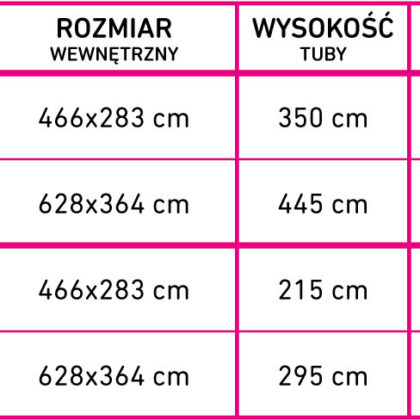 ROZMIAR WYSOKOŚĆ
WEWNĘTRZNY TUBY
466x283 cm 350 cm
628x364 cm 445 cm
466x283 cm 215 cm
628x364 cm 295 cm